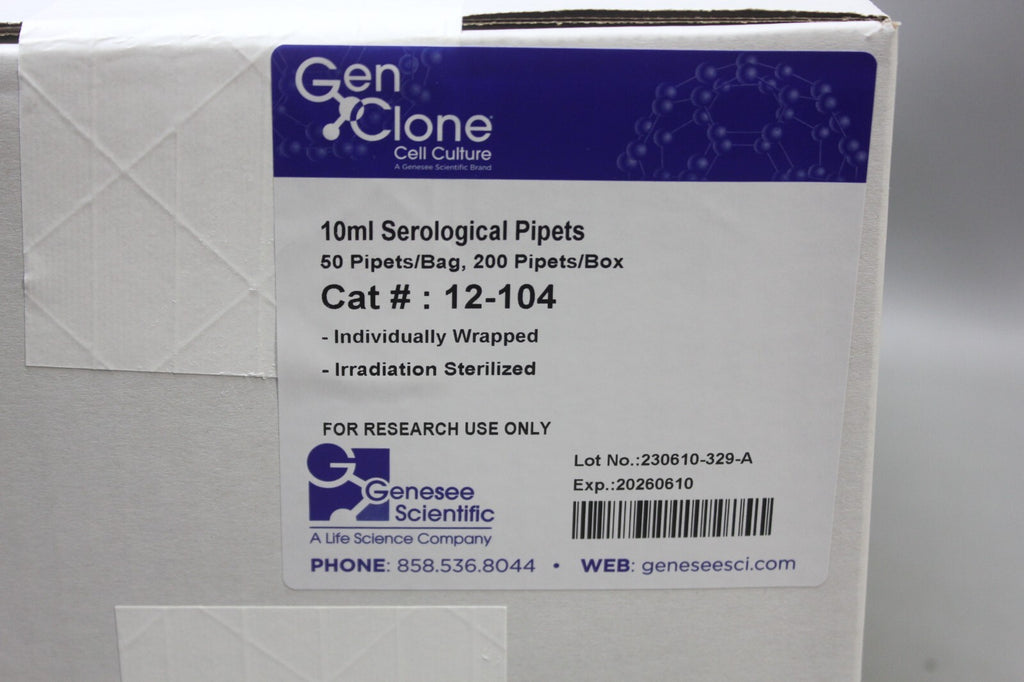 Gen
Clone
Cell Culture
A Genesee Scientific Brand
10ml Serological Pipets
50 Pipets/Bag, 200 Pipets/Box
Cat # : 12-104
- Individually Wrapped
- Irradiation Sterilized
FOR RESEARCH USE ONLY
G
Genesee
Scientific
A Life Science Company
Lot No.:230610-329-A
Exp.:20260610
PHONE: 858.536.8044 • WEB: geneseesci.com